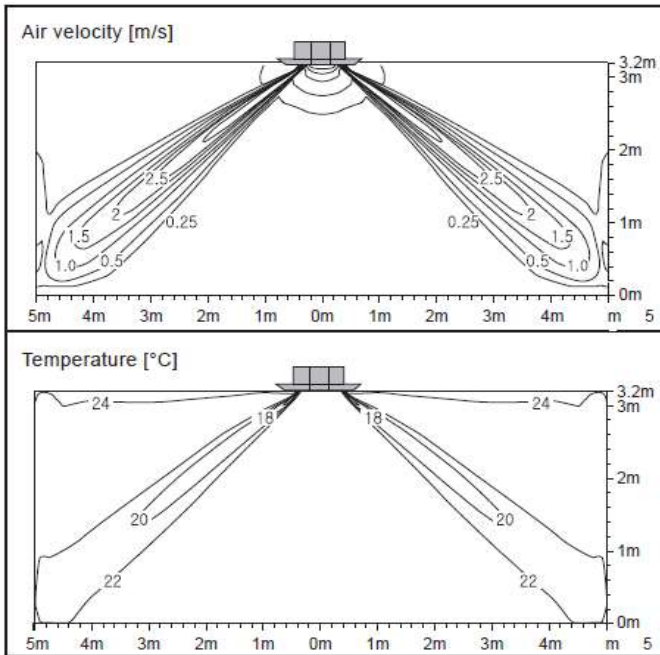 Air velocity [m/s]
3.2m
3m
2m
2.5 2.5
2 2
0.25 0.25
1m
1.5 1.5
1.0 0.5 0.5 1.0
0m
5m 4m 3m 2m 1m 0m 1m 2m 3m 4m m 5
Temperature [°C]
3.2m
24 24
3m
18 18
2m
20 20
1m
22 22
0m
5m 4m 3m 2m 1m 0m 1m 2m 3m 4m m 5